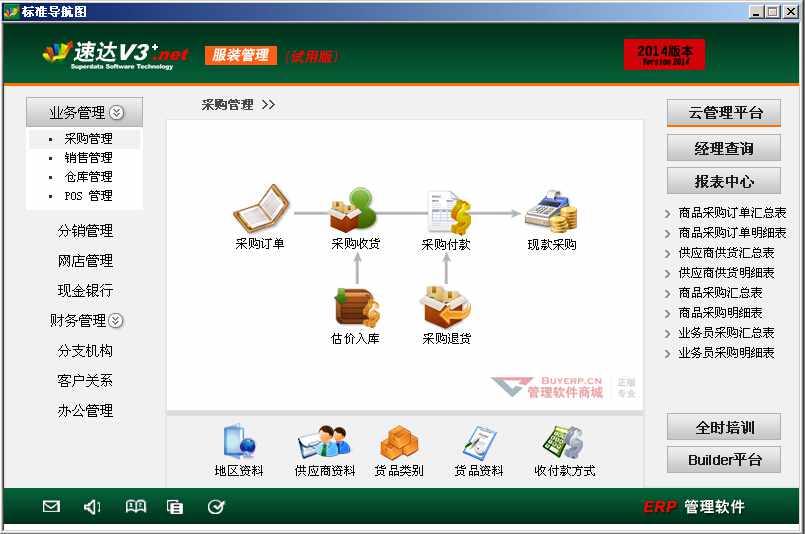 标准导航图
速达V3+.net
Superdata Software Technology
服装管理
(试用版)
2014版本
Version 2014
业务管理
采购管理
销售管理
仓库管理
POS 管理
分销管理
网店管理
现金银行
财务管理
分支机构
客户关系
办公管理
采购管理 >>
采购订单
采购收货
采购付款
现款采购
估价入库
采购退货
BUYERP.CN
管理软件商城
正版
专业
地区资料
供应商资料
货品类别
货品资料
收付款方式
云管理平台
经理查询
报表中心
商品采购订单汇总表
商品采购订单明细表
供应商供货汇总表
供应商供货明细表
商品采购汇总表
商品采购明细表
业务员采购汇总表
业务员采购明细表
全时培训
Builder平台
ERP 管理软件